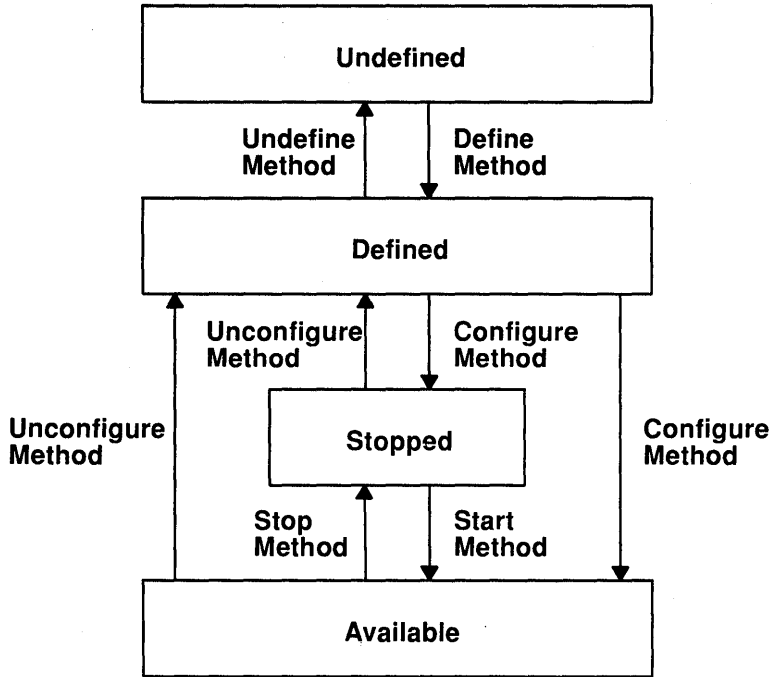 Undefined
Undefine
Method
Define
Method
Defined
Unconfigure
Method
Configure
Method
Unconfigure
Method
Stopped
Configure
Method
Stop
Method
Start
Method
Available